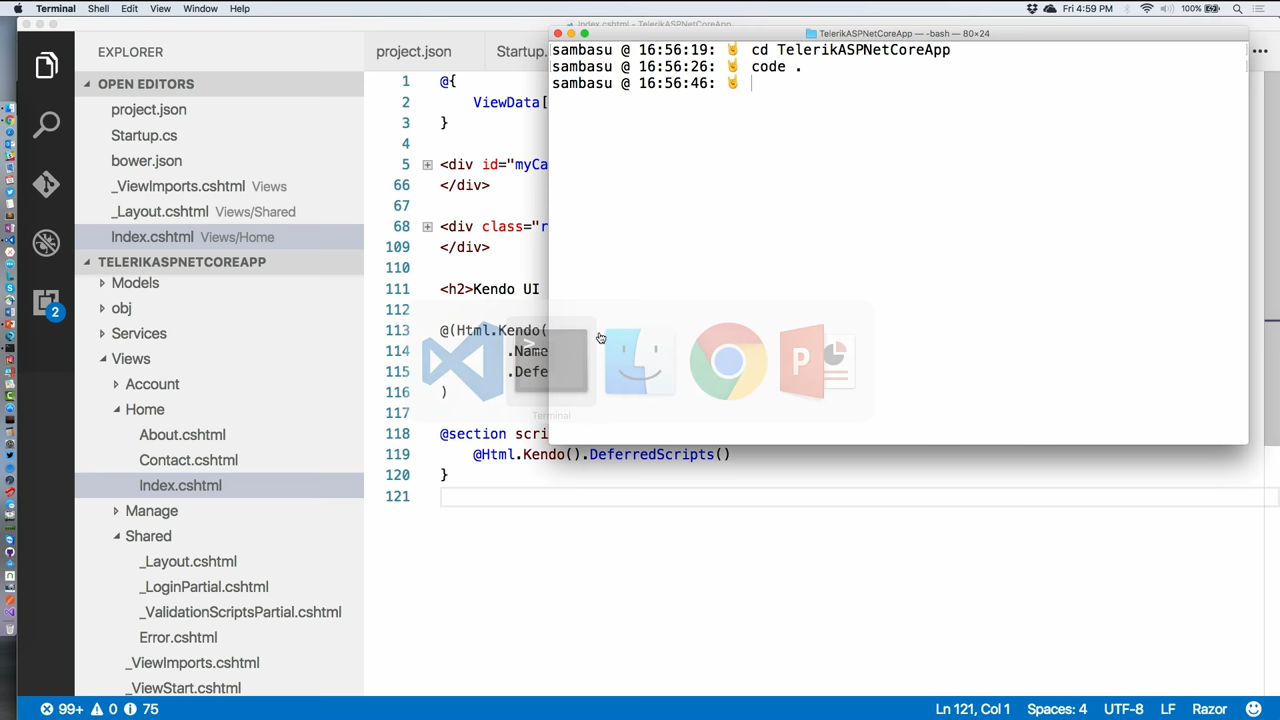 Terminal Shell Edit View Window Help
100% Fri 4:59 PM
index.cshtml - TelerikASPNetCoreApp
TelerikASPNetCoreApp — -bash — 80×24
EXPLORER
OPEN EDITORS
project.json
Startup.cs
bower.json
_ViewImports.cshtml Views
_Layout.cshtml Views/Shared
Index.cshtml Views/Home
TELERIKASPNETCOREAPP
Models
obj
Services
Views
Account
Home
About.cshtml
Contact.cshtml
Index.cshtml
Manage
Shared
_Layout.cshtml
_LoginPartial.cshtml
_ValidationScriptsPartial.cshtml
Error.cshtml
_ViewImports.cshtml
_ViewStart.cshtml
2
project.json Startup.
1 @{
2 ViewData[
3 }
4
5 <div id="myCa
66 </div>
67
68 <div class="r
109 </div>
110
111 <h2>Kendo UI
112
113 @(Html.Kendo(
114 .Name
115 .Defe
116 )
117
118 @section scri
119 @Html.Kendo().DeferredScripts()
120 }
121
sambasu @ 16:56:19: 🤘 cd TelerikASPNetCoreApp
sambasu @ 16:56:26: 🤘 code .
sambasu @ 16:56:46: 🤘
P
Terminal
99+ 0 75
Ln 121, Col 1 Spaces: 4 UTF-8 LF Razor